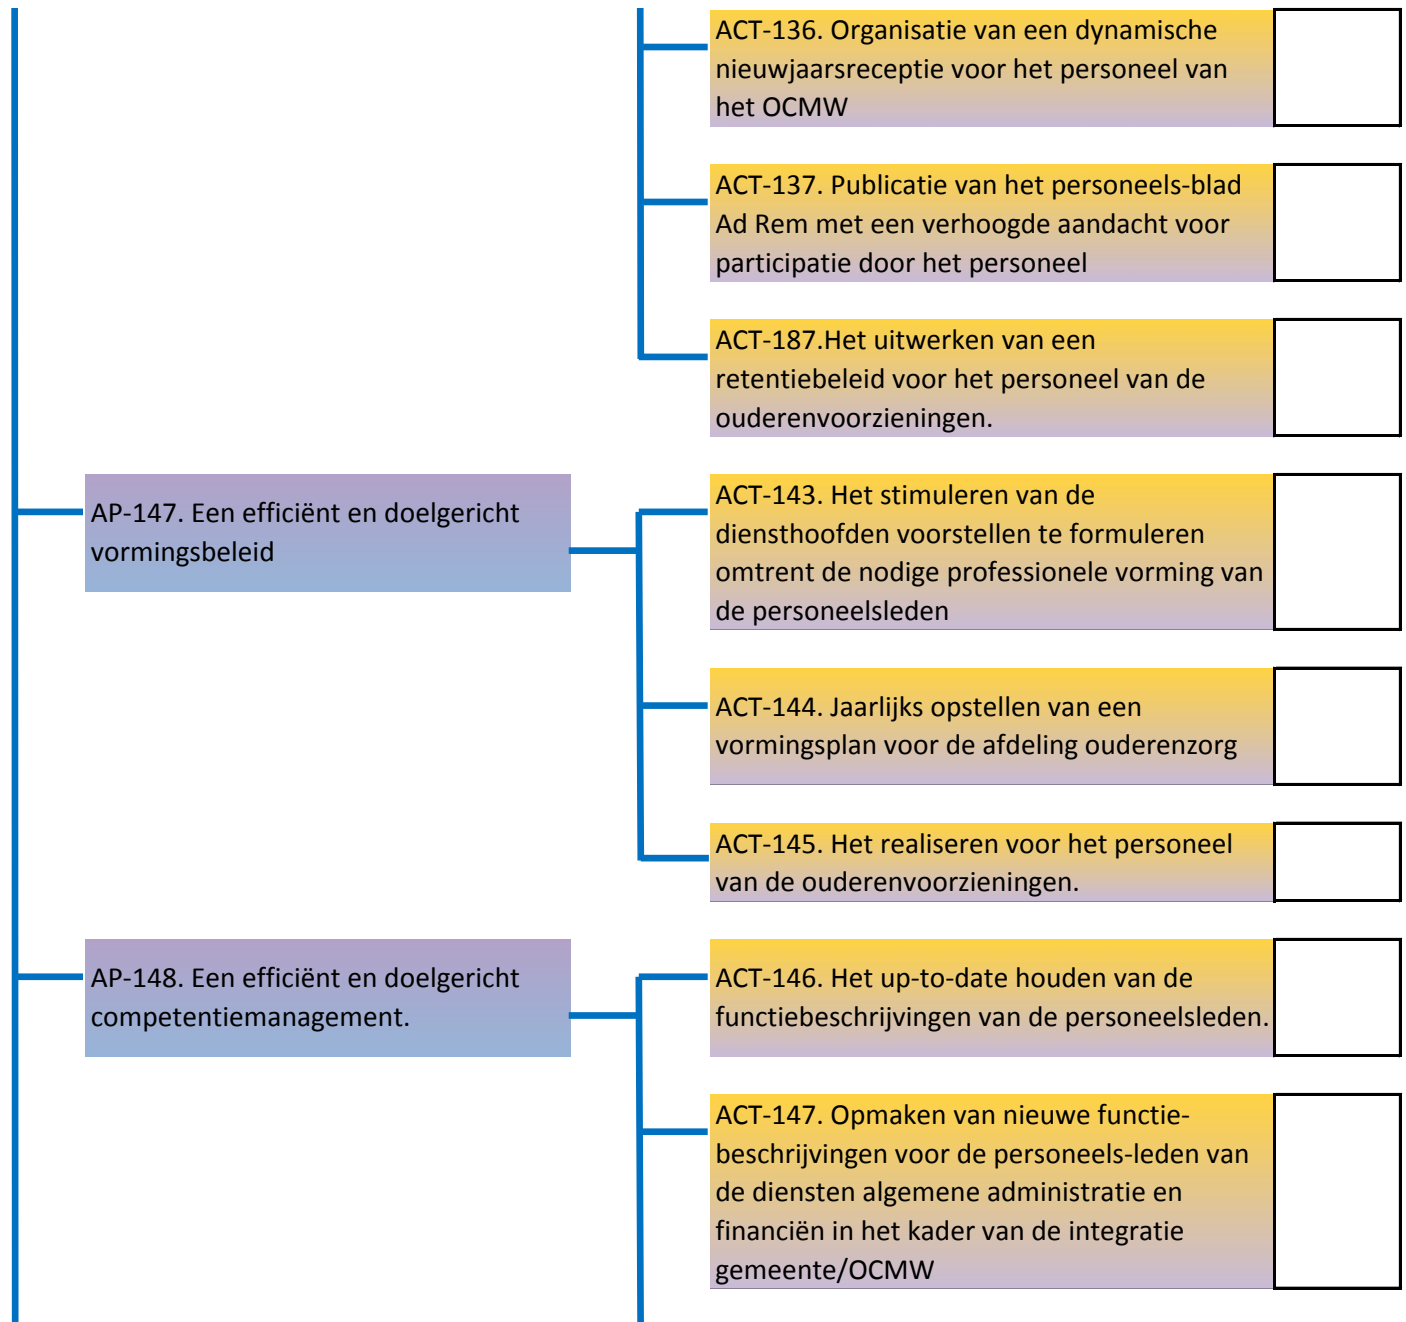 ACT-136. Organisatie van een dynamische
nieuwjaarsreceptie voor het personeel van
het OCMW
ACT-137. Publicatie van het personeels-blad
Ad Rem met een verhoogde aandacht voor
participatie door het personeel
ACT-187.Het uitwerken van een
retentiebeleid voor het personeel van de
ouderenvoorzieningen.
AP-147. Een efficiënt en doelgericht
vormingsbeleid
ACT-143. Het stimuleren van de
diensthoofden voorstellen te formuleren
omtrent de nodige professionele vorming van
de personeelsleden
ACT-144. Jaarlijks opstellen van een
vormingsplan voor de afdeling ouderenzorg
ACT-145. Het realiseren voor het personeel
van de ouderenvoorzieningen.
AP-148. Een efficiënt en doelgericht
competentiemanagement.
ACT-146. Het up-to-date houden van de
functiebeschrijvingen van de personeelsleden.
ACT-147. Opmaken van nieuwe functie-
beschrijvingen voor de personeels-leden van
de diensten algemene administratie en
financiën in het kader van de integratie
gemeente/OCMW